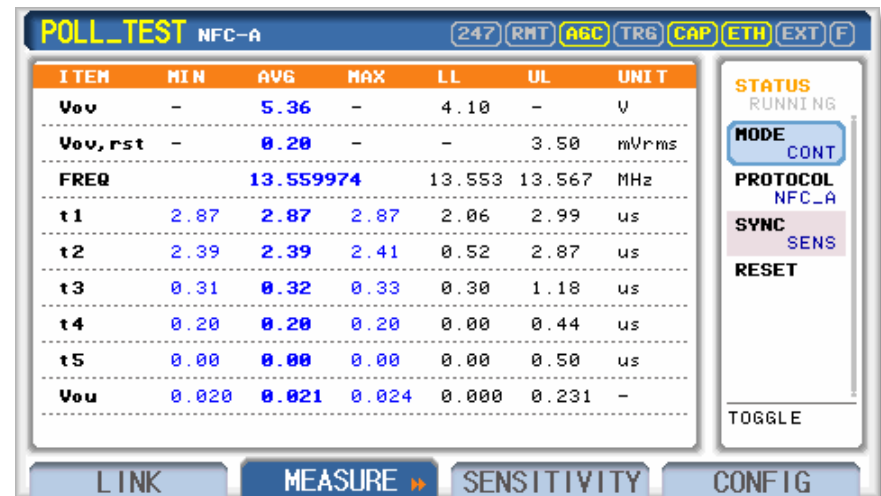 POLL_TEST NFC-A 247 RMT AGC TRG CAP ETH EXT F
ITEM MIN AVG MAX LL UL UNIT
Vov - 5.36 - 4.10 - V
Vov,rst - 0.20 - - 3.50 mVrms
FREQ 13.559974 13.553 13.567 MHz
t1 2.87 2.87 2.87 2.06 2.99 us
t2 2.39 2.39 2.41 0.52 2.87 us
t3 0.31 0.32 0.33 0.30 1.18 us
t4 0.20 0.20 0.20 0.00 0.44 us
t5 0.00 0.00 0.00 0.00 0.50 us
Vou 0.020 0.021 0.024 0.000 0.231 -
STATUS
RUNNING
MODE
CONT
PROTOCOL
NFC_A
SYNC
SENS
RESET
TOGGLE
LINK MEASURE SENSITIVITY CONFIG